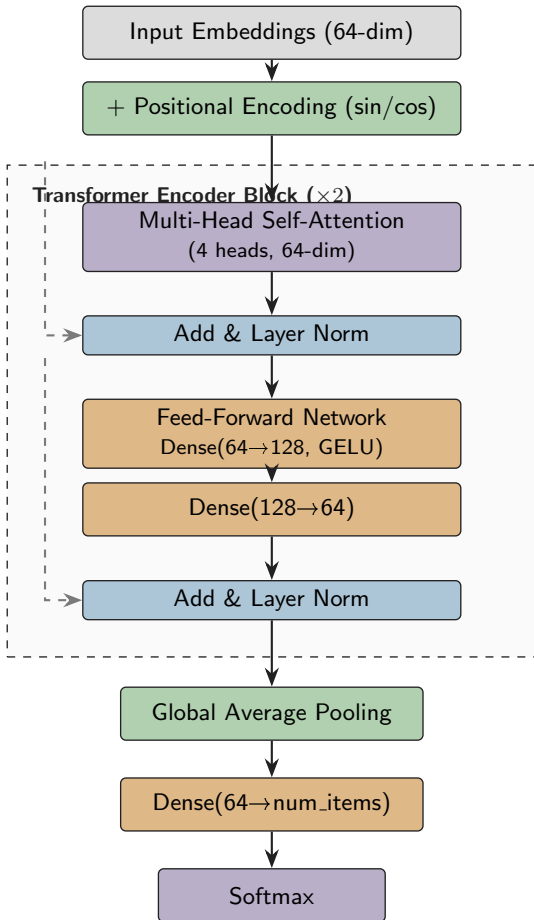 Input Embeddings (64-dim)
+ Positional Encoding (sin/cos)
Transformer Encoder Block (×2)
Multi-Head Self-Attention
(4 heads, 64-dim)
Add & Layer Norm
Feed-Forward Network
Dense(64→128, GELU)
Dense(128→64)
Add & Layer Norm
Global Average Pooling
Dense(64→num_items)
Softmax